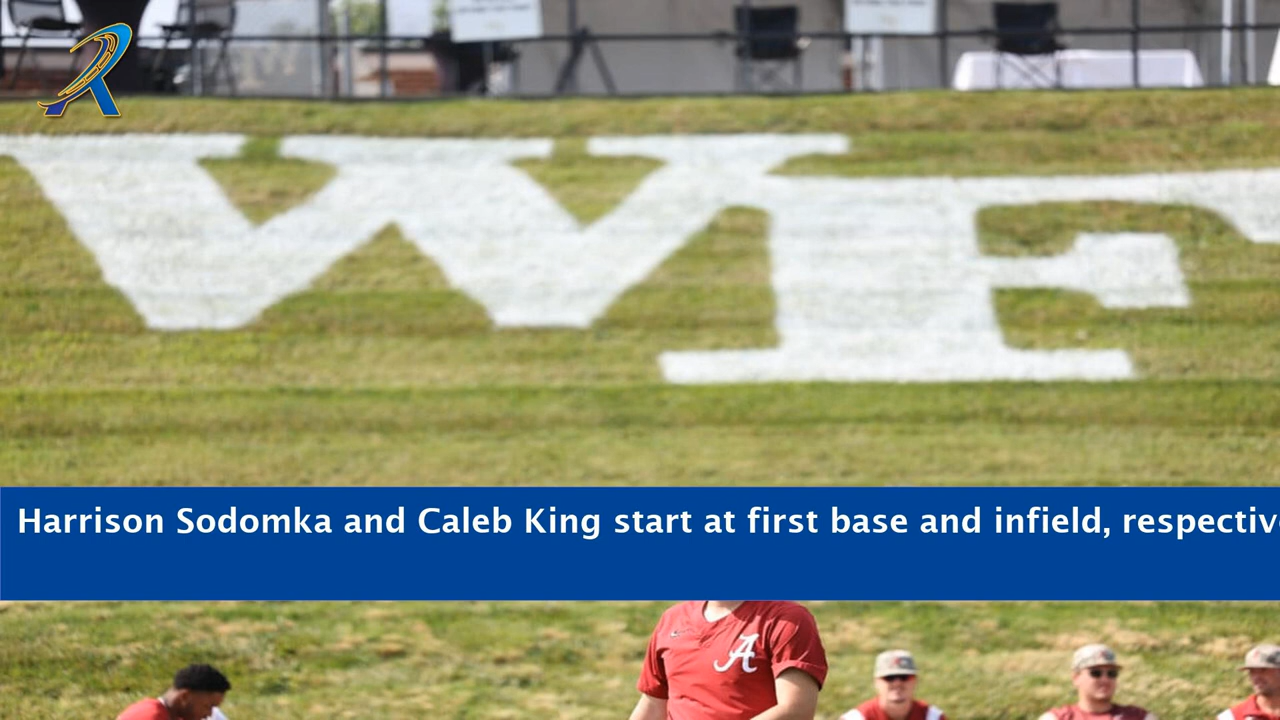 WF
Harrison Sodomka and Caleb King start at first base and infield, respectiv
A